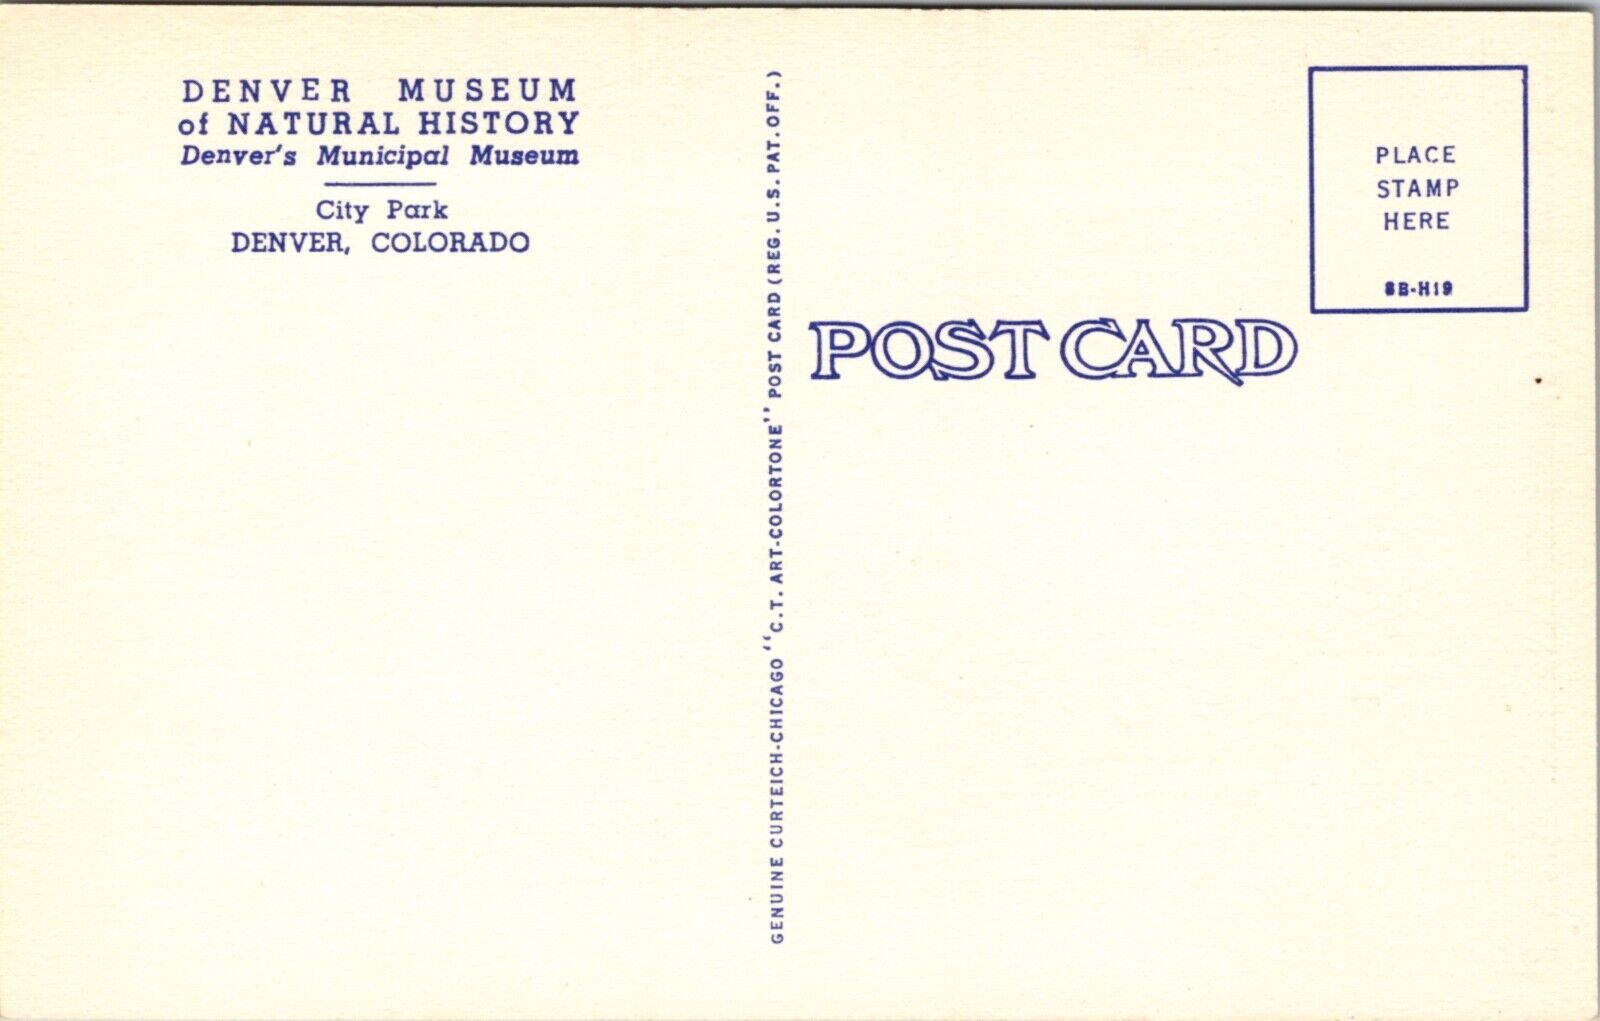 DENVER MUSEUM
of NATURAL HISTORY
Denver's Municipal Museum
City Park
DENVER, COLORADO
GENUINE CURTEICH-CHICAGO "C.T. ART-COLORTONE" POST CARD (REG. U.S. PAT. OFF.)
PLACE
STAMP
HERE
8B-H19
POST CARD